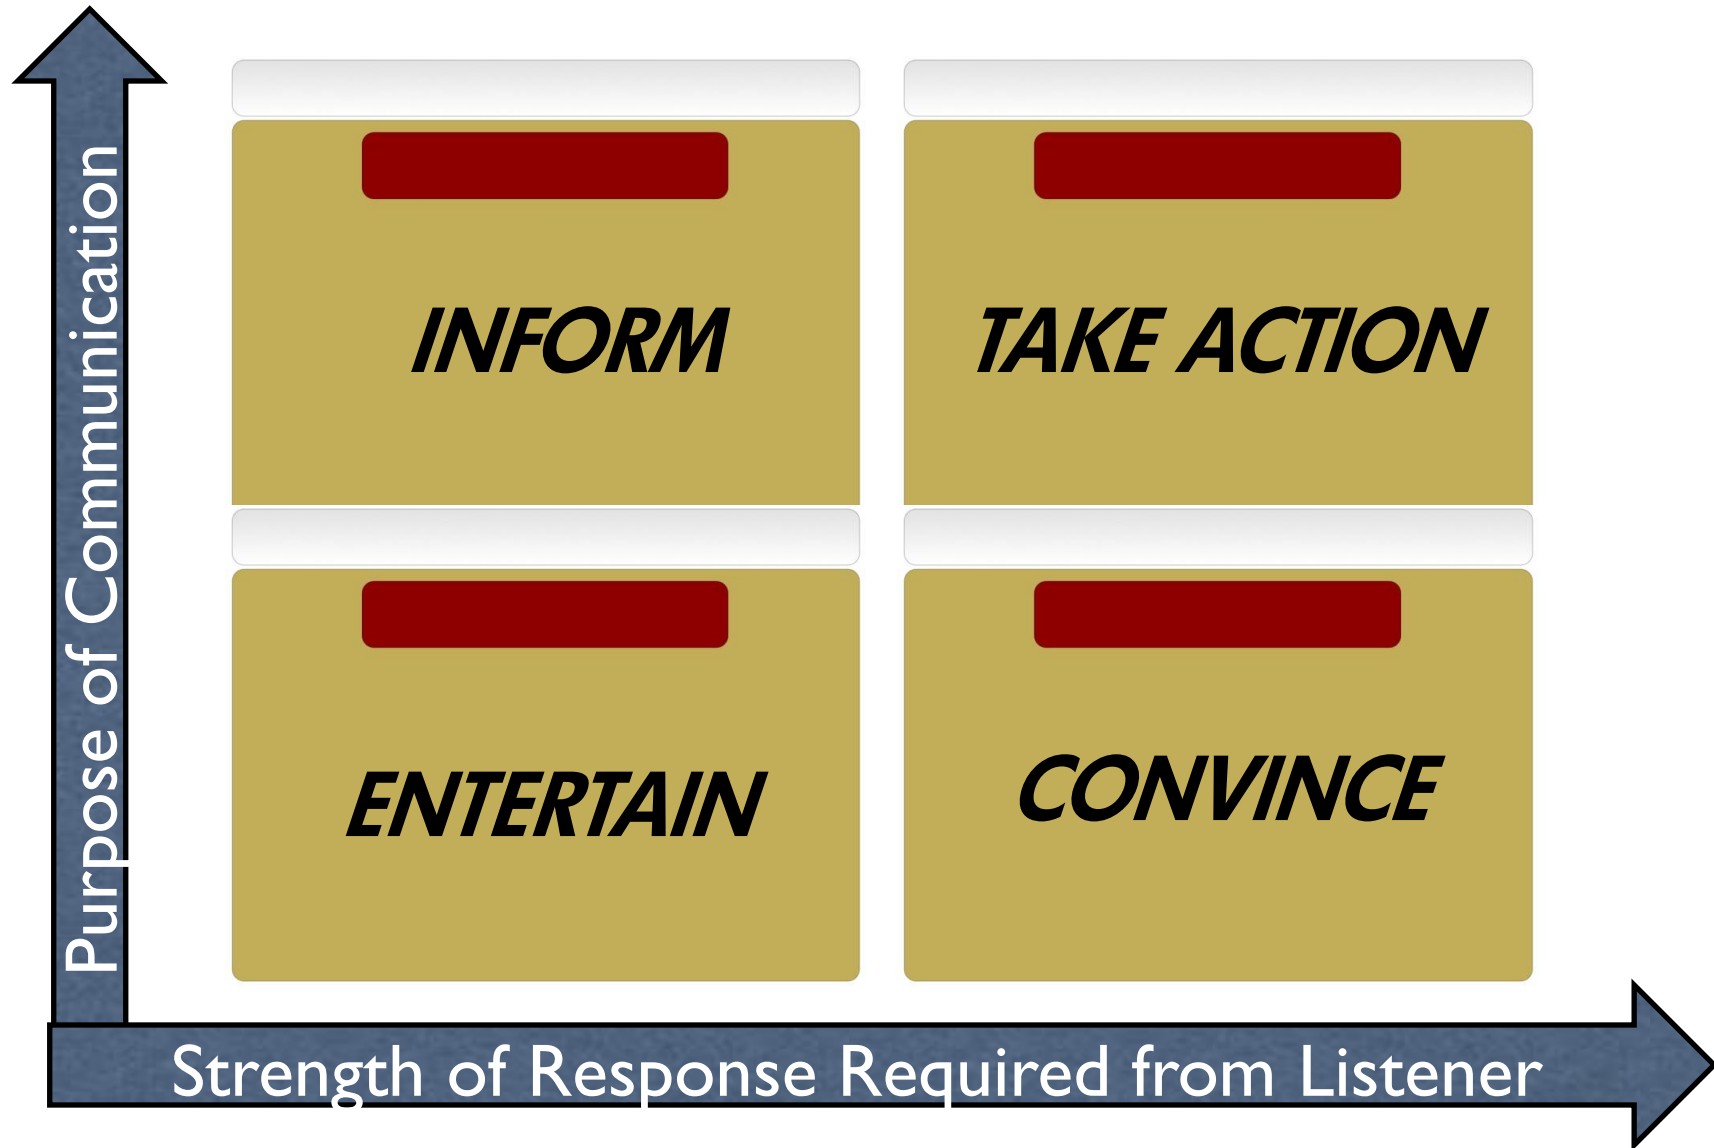 Purpose of Communication
INFORM
TAKE ACTION
ENTERTAIN
CONVINCE
Strength of Response Required from Listener